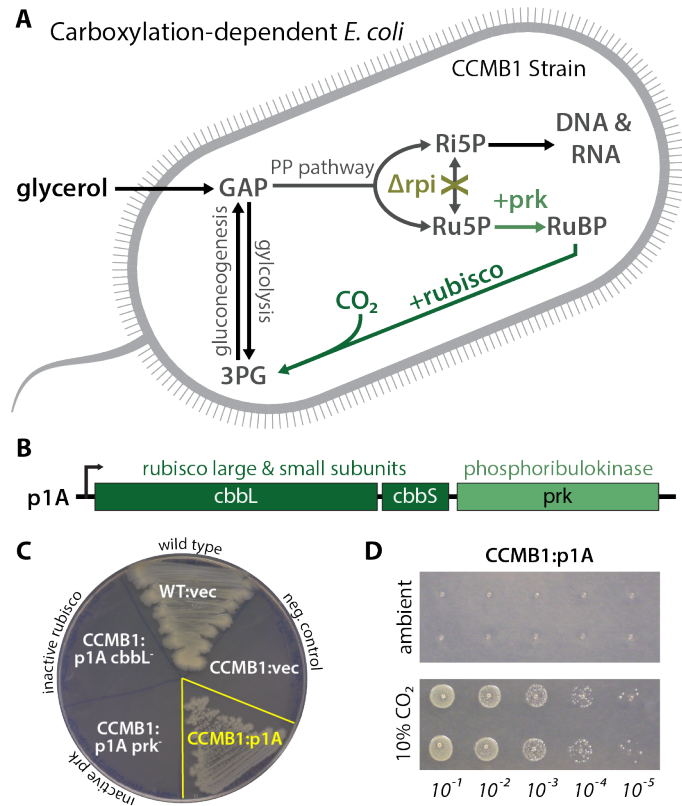 A
Carboxylation-dependent E. coli
CCMB1 Strain
glycerol
GAP
PP pathway
Ri5P
DNA &
RNA
Δrpi
+prk
Ru5P
RuBP
gluconeogenesis
gylcolysis
CO₂
+rubisco
3PG
B
rubisco large & small subunits
phosphoribulokinase
p1A
cbbL
cbbS
prk
C
wild type
WT:vec
inactive rubisco
CCMB1:
p1A cbbL⁻
neg. control
CCMB1:vec
CCMB1:
p1A prk⁻
inactive prk
CCMB1:p1A
D
CCMB1:p1A
ambient
10% CO₂
10⁻¹ 10⁻² 10⁻³ 10⁻⁴ 10⁻⁵